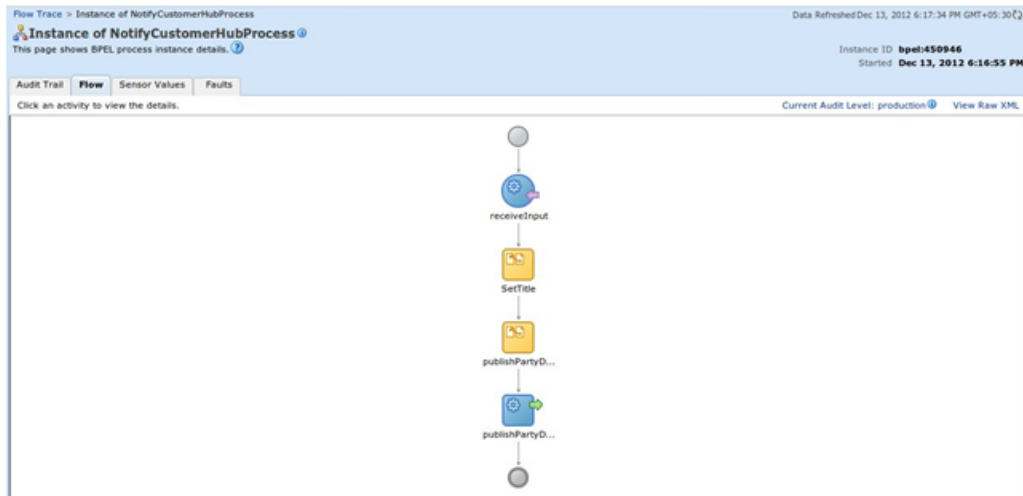 Flow Trace > Instance of NotifyCustomerHubProcess
Data Refreshed Dec 13, 2012 6:17:34 PM GMT+05:30
Instance of NotifyCustomerHubProcess
This page shows BPEL process instance details.
Instance ID bpel:450946
Started Dec 13, 2012 6:16:55 PM
Audit Trail Flow Sensor Values Faults
Click an activity to view the details.
Current Audit Level: production View Raw XML
receiveInput
SetTitle
publishPartyD...
publishPartyD...